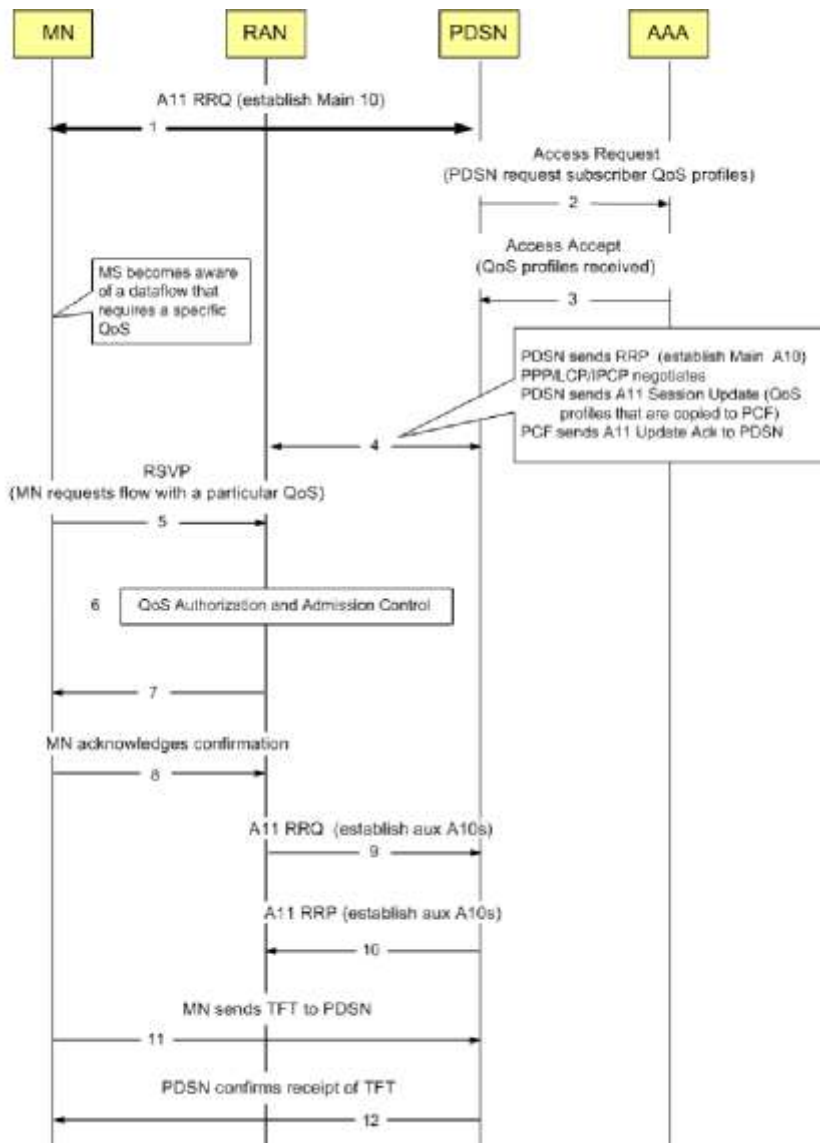 MN
RAN
PDSN
AAA
A11 RRQ (establish Main 10)
1
Access Request
(PDSN request subscriber QoS profiles)
2
Access Accept
(QoS profiles received)
3
MS becomes aware
of a dataflow that
requires a specific
QoS
PDSN sends RRP (establish Main A10)
PPP/LCP/IPCP negotiates
PDSN sends A11 Session Update (QoS
profiles that are copied to PCF)
PCF sends A11 Update Ack to PDSN
4
RSVP
(MN requests flow with a particular QoS)
5
6
QoS Authorization and Admission Control
7
MN acknowledges confirmation
8
A11 RRQ (establish aux A10s)
9
A11 RRP (establish aux A10s)
10
MN sends TFT to PDSN
11
PDSN confirms receipt of TFT
12